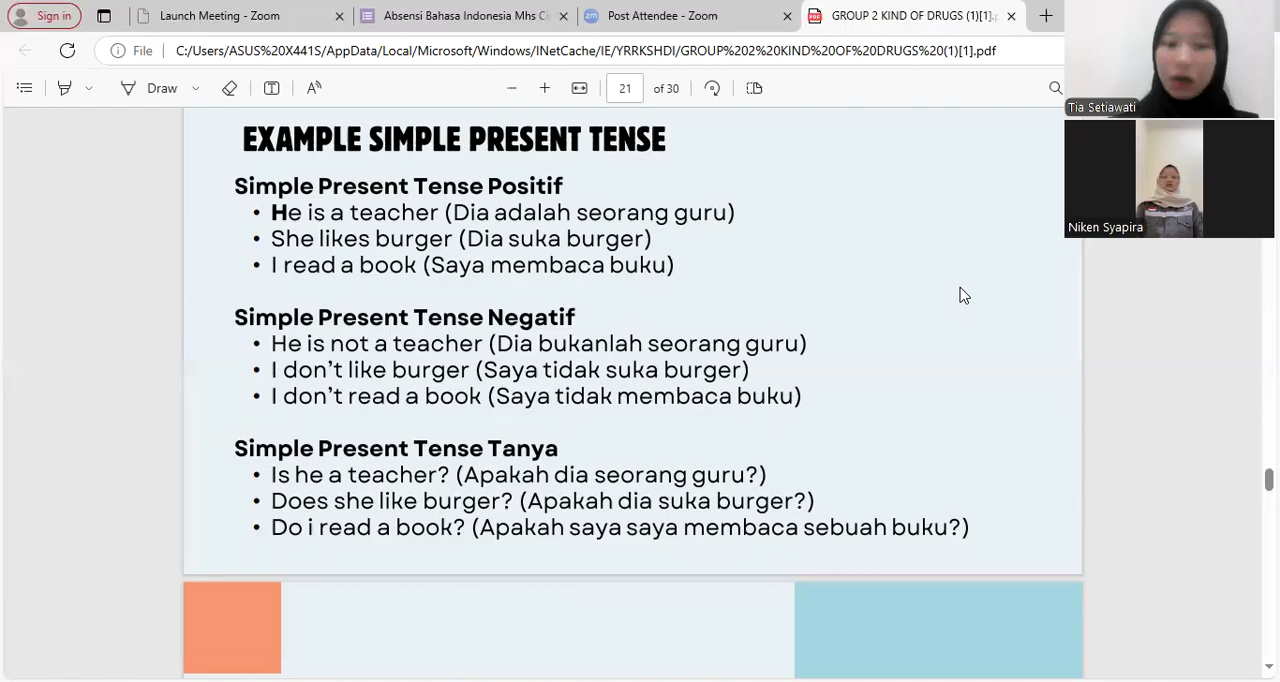 Sign in
Launch Meeting - Zoom
Absensi Bahasa Indonesia Mhs Ci
zm
Post Attendee - Zoom
PDF
GROUP 2 KIND OF DRUGS (1)[1].p
File
C:/Users/ASUS%20X441S/AppData/Local/Microsoft/Windows/INetCache/IE/YRRKSHDI/GROUP%202%20KIND%20OF%20DRUGS%20(1)[1].pdf
Draw
21 of 30
Tia Setiawati
Niken Syapira
EXAMPLE SIMPLE PRESENT TENSE
Simple Present Tense Positif
• He is a teacher (Dia adalah seorang guru)
• She likes burger (Dia suka burger)
• I read a book (Saya membaca buku)
Simple Present Tense Negatif
• He is not a teacher (Dia bukanlah seorang guru)
• I don't like burger (Saya tidak suka burger)
• I don't read a book (Saya tidak membaca buku)
Simple Present Tense Tanya
• Is he a teacher? (Apakah dia seorang guru?)
• Does she like burger? (Apakah dia suka burger?)
• Do i read a book? (Apakah saya saya membaca sebuah buku?)